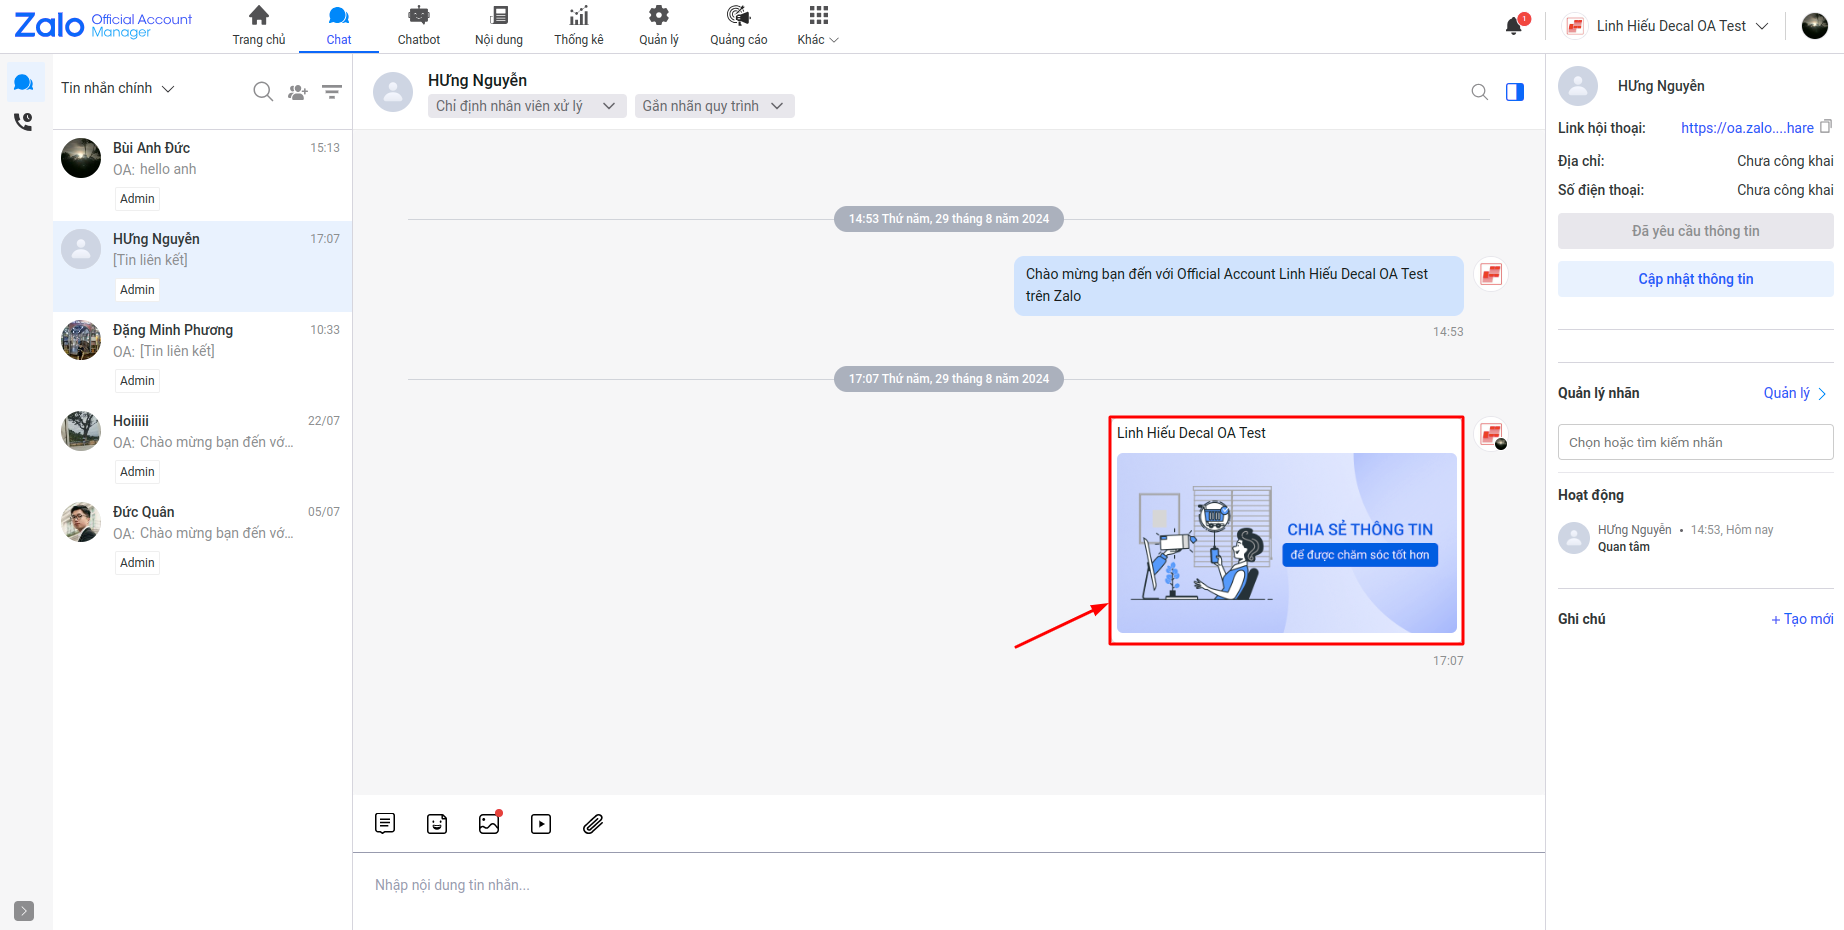 Zalo Official Account Manager
Trang chủ
Chat
Chatbot
Nội dung
Thống kê
Quản lý
Quảng cáo
Khác
1
Linh Hiếu Decal OA Test
Tin nhắn chính
Bùi Anh Đức 15:13
OA: hello anh
Admin
HƯng Nguyễn 17:07
[Tin liên kết]
Admin
Đặng Minh Phương 10:33
OA: [Tin liên kết]
Admin
Hoiiiii 22/07
OA: Chào mừng bạn đến vớ...
Admin
Đức Quân 05/07
OA: Chào mừng bạn đến vớ...
Admin
HƯng Nguyễn
Chỉ định nhân viên xử lý
Gắn nhãn quy trình
14:53 Thứ năm, 29 tháng 8 năm 2024
Chào mừng bạn đến với Official Account Linh Hiếu Decal OA Test
trên Zalo
14:53
17:07 Thứ năm, 29 tháng 8 năm 2024
Linh Hiếu Decal OA Test
CHIA SẺ THÔNG TIN
để được chăm sóc tốt hơn
17:07
Nhập nội dung tin nhắn...
HƯng Nguyễn
Link hội thoại: https://oa.zalo....hare
Địa chỉ: Chưa công khai
Số điện thoại: Chưa công khai
Đã yêu cầu thông tin
Cập nhật thông tin
Quản lý nhãn Quản lý
Chọn hoặc tìm kiếm nhãn
Hoạt động
HƯng Nguyễn • 14:53, Hôm nay
Quan tâm
Ghi chú + Tạo mới